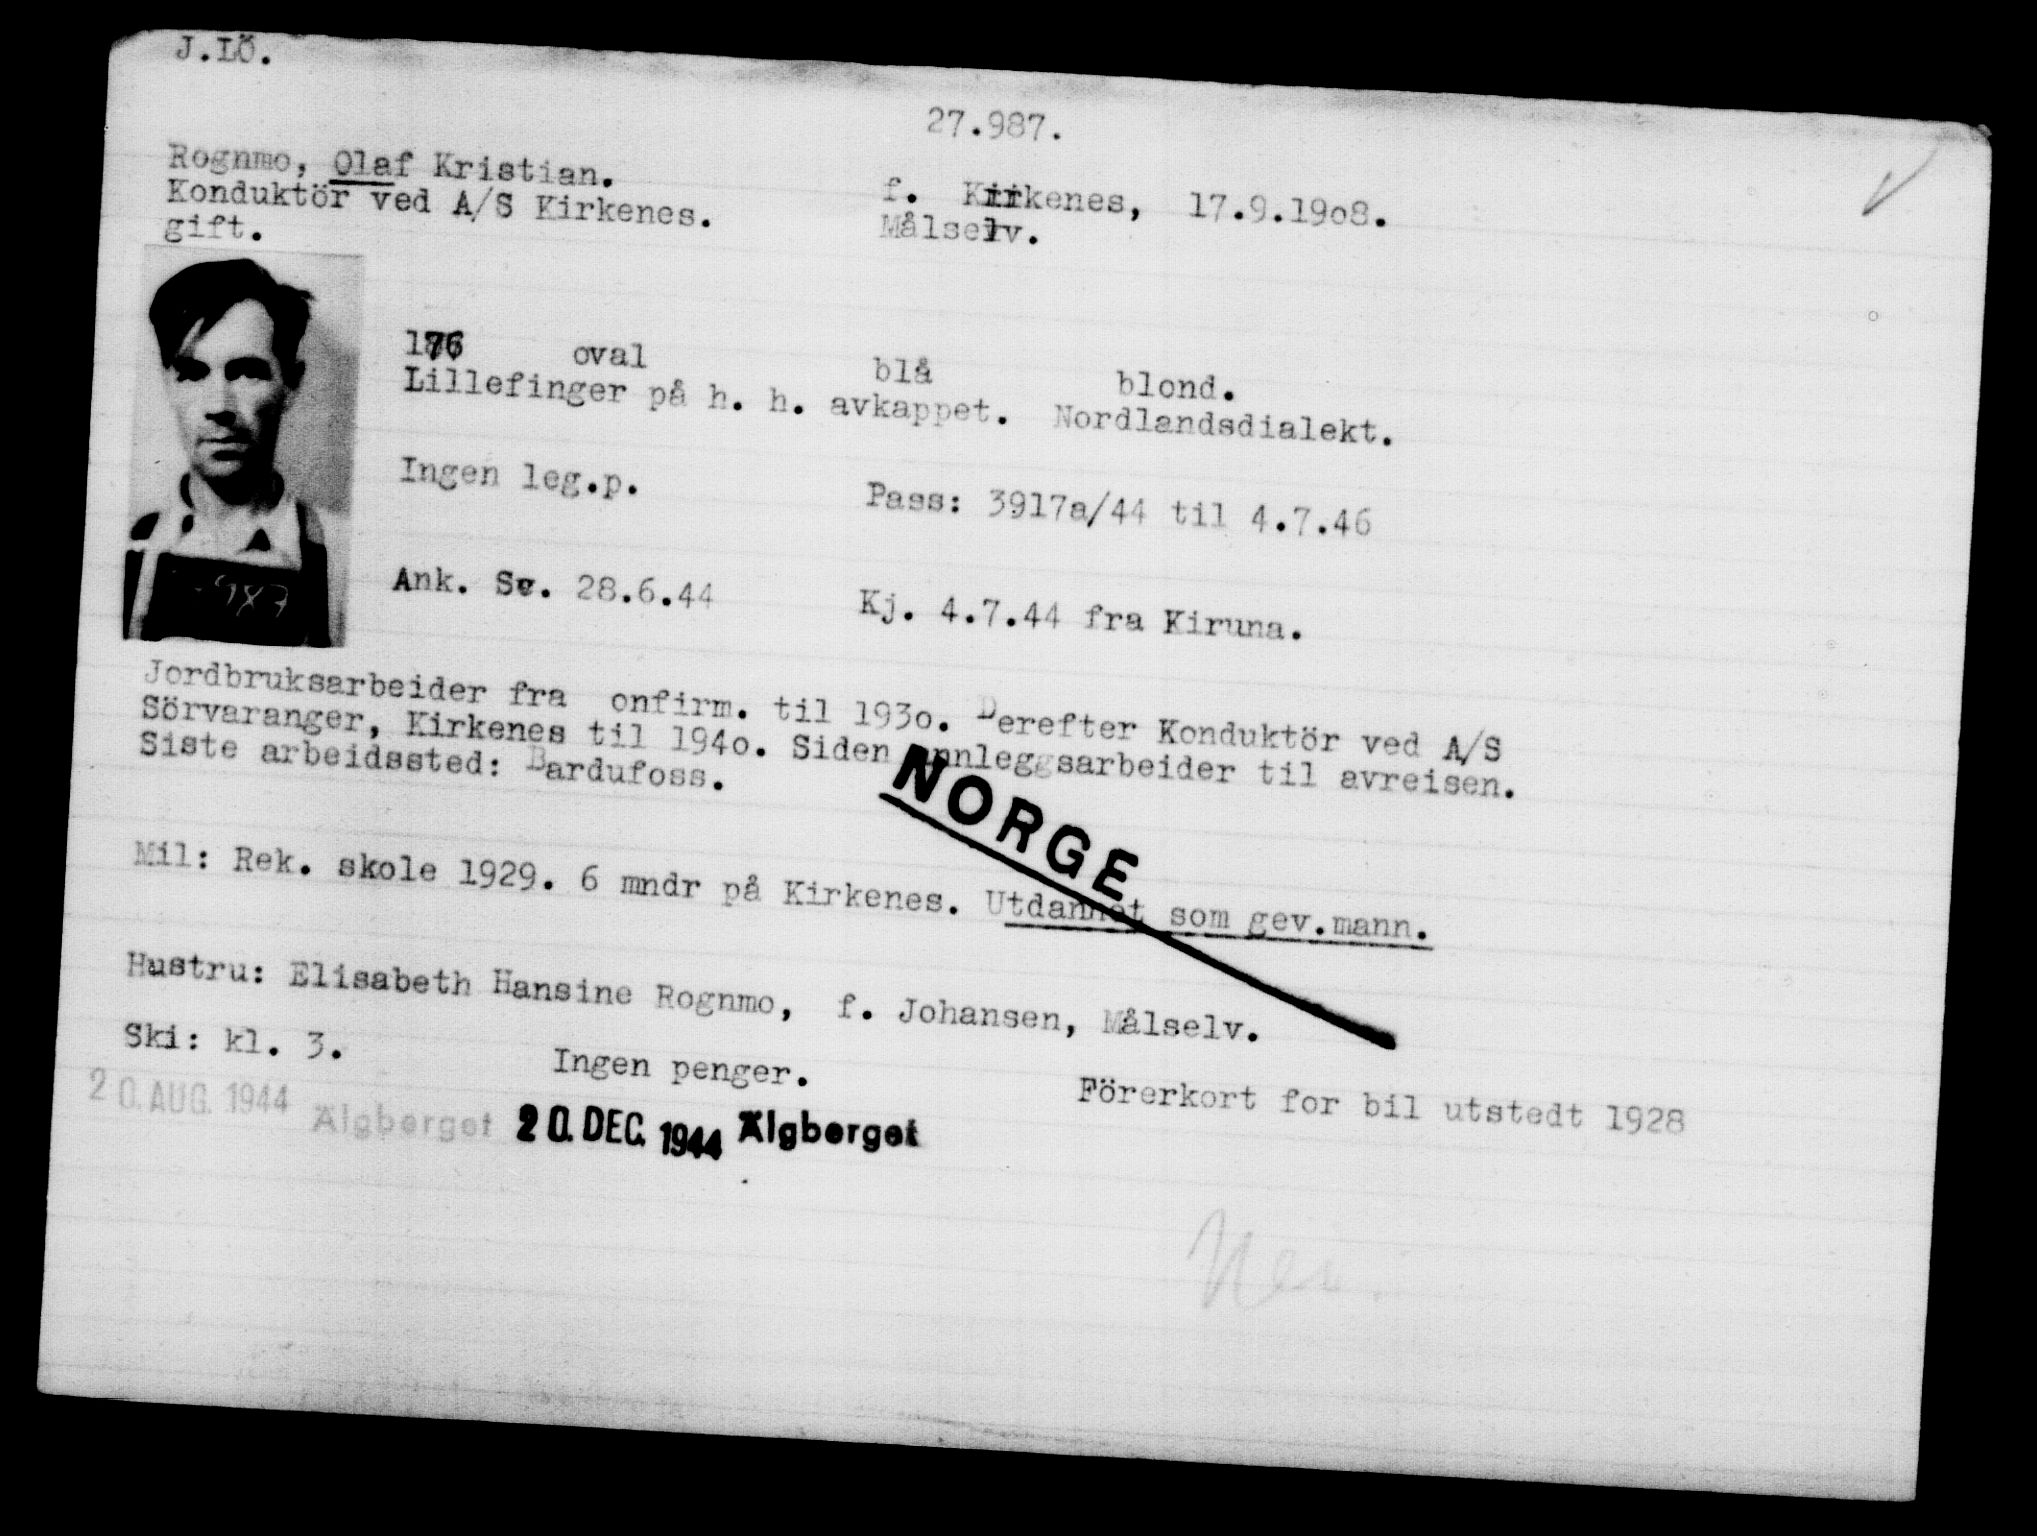 J.LÖ.
27.987.
Rognmo, Olaf Kristian.
Konduktör ved A/S Kirkenes.
gift.
f. Kirkenes, 17.9.1908.
Målselv.
176 oval blå blond.
Lillefinger på h. h. avkappet. Nordlandsdialekt.
Ingen leg.p. Pass: 3917a/44 til 4.7.46
Ank. Sv. 28.6.44 Kj. 4.7.44 fra Kiruna.
987
Jordbruksarbeider fra onfirm. til 193o. Derefter Konduktör ved A/S
Sörvaranger, Kirkenes til 194o. Siden annleggsarbeider til avreisen.
Siste arbeidssted: Bardufoss.
NORGE
Mil: Rek. skole 1929. 6 mndr på Kirkenes. Utdannet som gev.mann.
Hustru: Elisabeth Hansine Rognmo, f. Johansen, Målselv.
Ski: kl. 3. Ingen penger. Förerkort for bil utstedt 1928
20. AUG. 1944 Älgberget 20. DEC. 1944 Älgberget